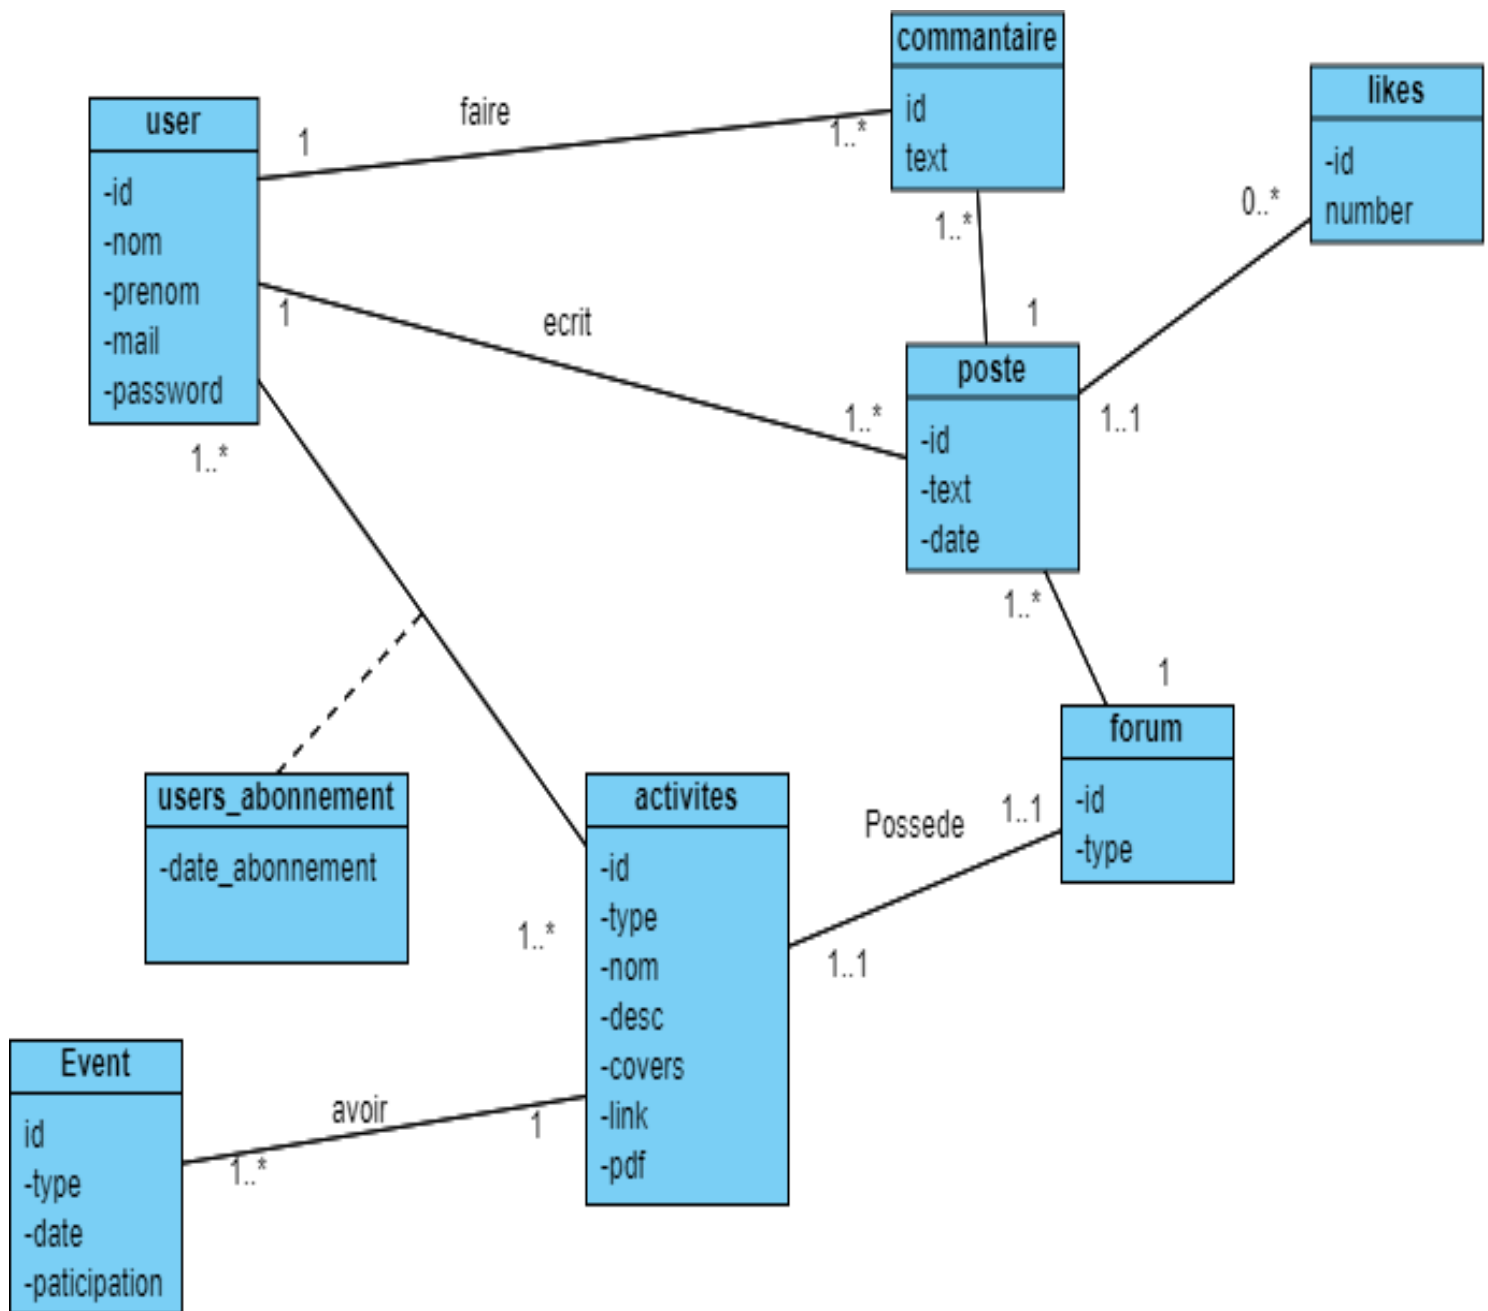 commantaire
id
text
likes
-id
number
user
-id
-nom
-prenom
-mail
-password
faire
1
1..*
1..*
0..*
1
ecrit
1
1..*
poste
-id
-text
-date
1..1
1..*
1..*
1
forum
-id
-type
users_abonnement
-date_abonnement
activites
-id
-type
-nom
-desc
-covers
-link
-pdf
Possede
1..1
1..1
1..*
Event
id
-type
-date
-paticipation
avoir
1
1..*